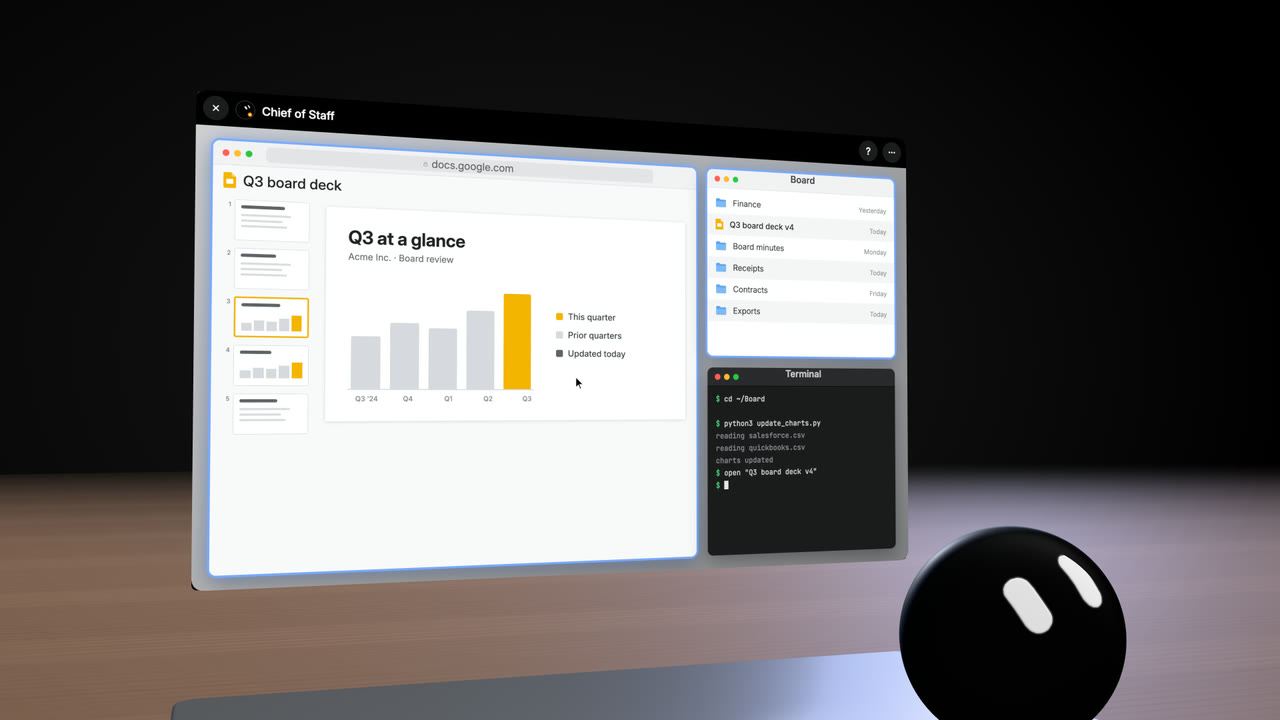 Chief of Staff
?
docs.google.com
Q3 board deck
1
2
3
4
5
Q3 at a glance
Acme Inc. · Board review
This quarter
Prior quarters
Updated today
Q3 '24 Q4 Q1 Q2 Q3
Board
Finance Yesterday
Q3 board deck v4 Today
Board minutes Monday
Receipts Today
Contracts Friday
Exports Today
Terminal
$ cd ~/Board
$ python3 update_charts.py
reading salesforce.csv
reading quickbooks.csv
charts updated
$ open "Q3 board deck v4"
$